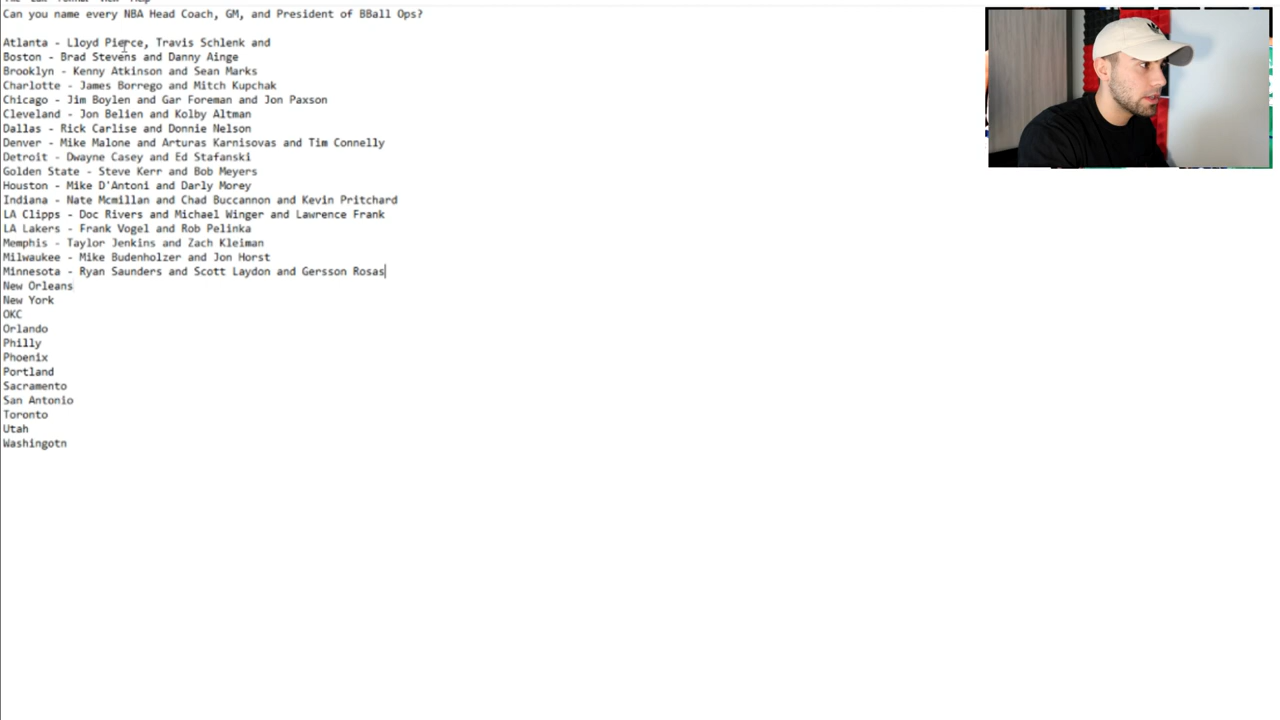 Can you name every NBA Head Coach, GM, and President of BBall Ops?
Atlanta - Lloyd Pierce, Travis Schlenk and
Boston - Brad Stevens and Danny Ainge
Brooklyn - Kenny Atkinson and Sean Marks
Charlotte - James Borrego and Mitch Kupchak
Chicago - Jim Boylen and Gar Foreman and Jon Paxson
Cleveland - Jon Belien and Kolby Altman
Dallas - Rick Carlise and Donnie Nelson
Denver - Mike Malone and Arturas Karnisovas and Tim Connelly
Detroit - Dwayne Casey and Ed Stafanski
Golden State - Steve Kerr and Bob Meyers
Houston - Mike D'Antoni and Darly Morey
Indiana - Nate Mcmillan and Chad Buccannon and Kevin Pritchard
LA Clipps - Doc Rivers and Michael Winger and Lawrence Frank
LA Lakers - Frank Vogel and Rob Pelinka
Memphis - Taylor Jenkins and Zach Kleiman
Milwaukee - Mike Budenholzer and Jon Horst
Minnesota - Ryan Saunders and Scott Laydon and Gersson Rosas
New Orleans
New York
OKC
Orlando
Philly
Phoenix
Portland
Sacramento
San Antonio
Toronto
Utah
Washingotn